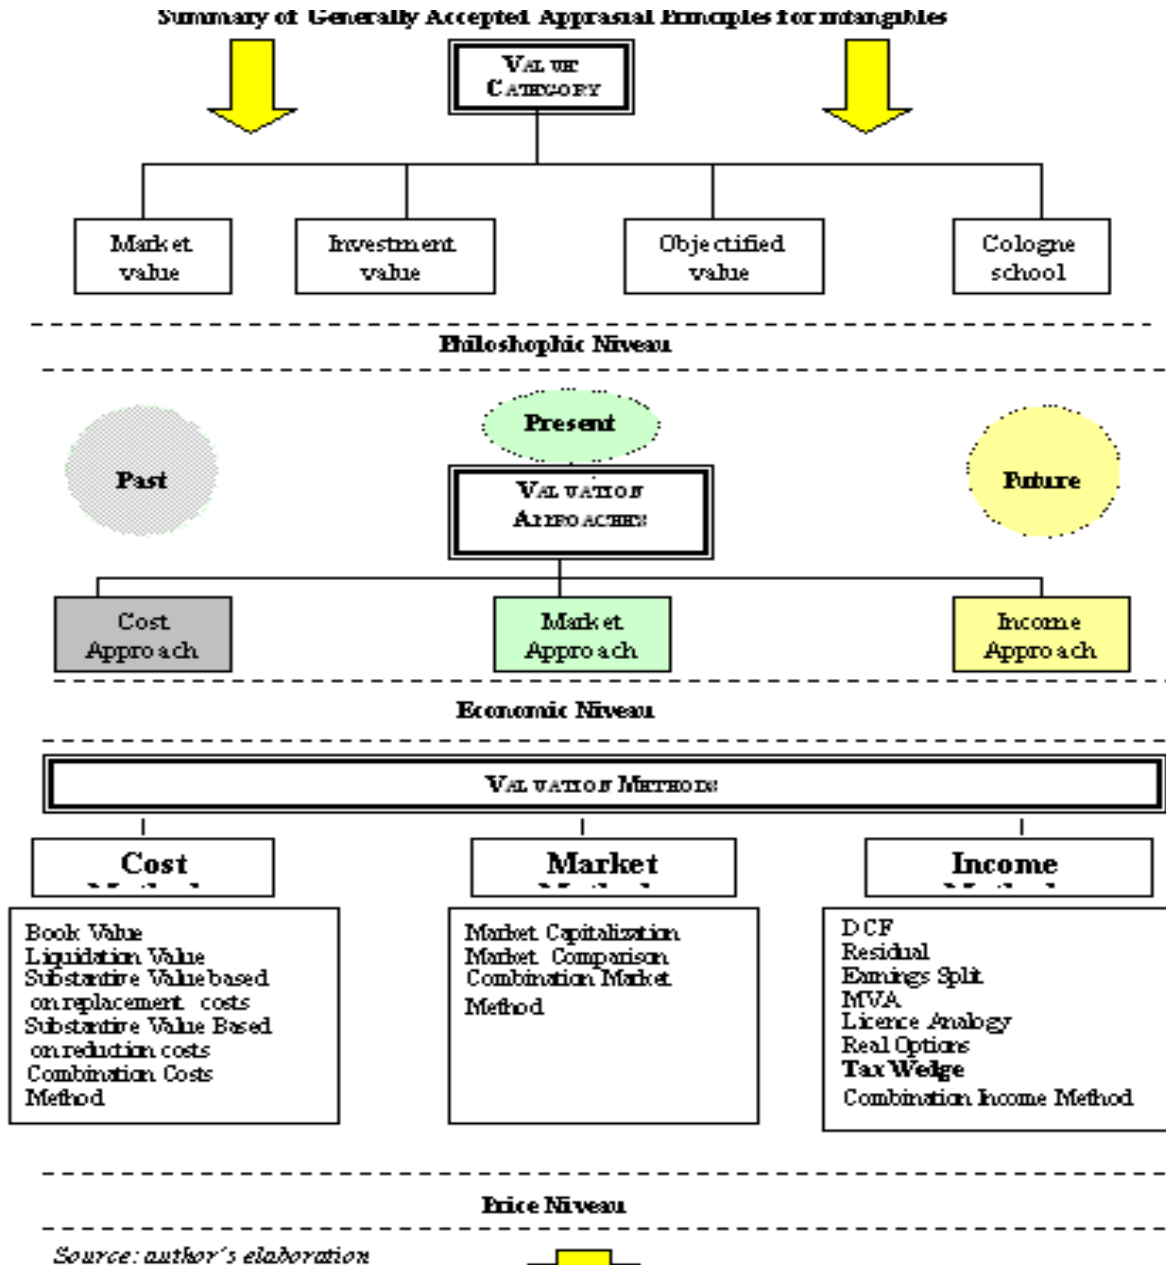 Summary of Generally Accepted Apprasial Principles for intangibles
VALUE
CATEGORY
Market
value
Investment
value
Objectified
value
Cologne
school
Philoshophic Niveau
Past
Present
Future
VALUATION
APPROACHES
Cost
Approach
Market
Approach
Income
Approach
Economic Niveau
VALUATION METHODS
Cost
Market
Income
Book Value
Liquidation Value
Substantive Value based
on replacement costs
Substantive Value Based
on reduction costs
Combination Costs
Method
Market Capitalization
Market Comparison
Combination Market
Method
DCF
Residual
Earnings Split
MVA
Licence Analogy
Real Options
Tax Wedge
Combination Income Method
Price Niveau
Source: author's elaboration